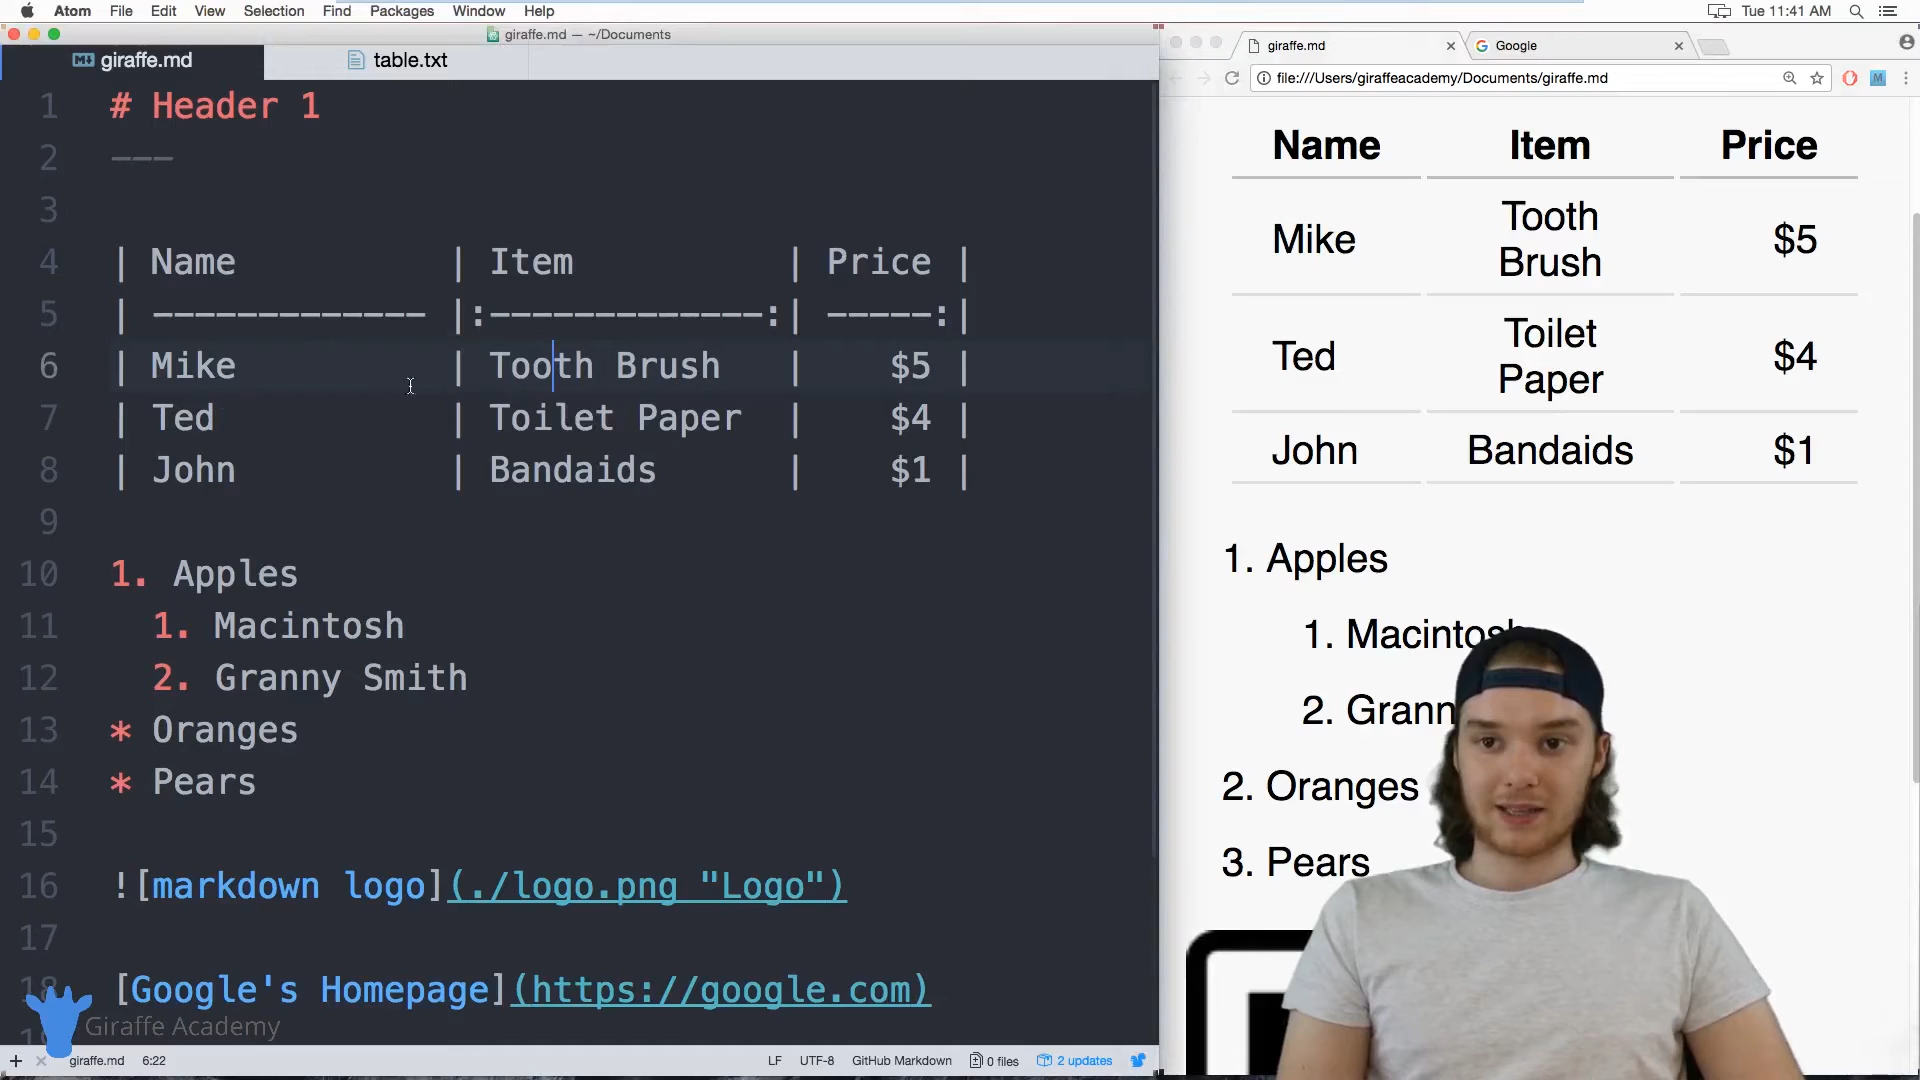 Atom File Edit View Selection Find Packages Window Help Tue 11:41 AM
giraffe.md — ~/Documents
giraffe.md table.txt
1 # Header 1
2 ---
3
4 | Name | Item | Price |
5 | ------------- |:-------------:| -----:|
6 | Mike | Tooth Brush | $5 |
7 | Ted | Toilet Paper | $4 |
8 | John | Bandaids | $1 |
9
10 1. Apples
11 1. Macintosh
12 2. Granny Smith
13 * Oranges
14 * Pears
15
16 ![markdown logo](./logo.png "Logo")
17
18 [Google's Homepage](https://google.com)
Giraffe Academy
giraffe.md 6:22 LF UTF-8 GitHub Markdown 0 files 2 updates
giraffe.md Google
file:///Users/giraffeacademy/Documents/giraffe.md
Name Item Price
Mike Tooth Brush $5
Ted Toilet Paper $4
John Bandaids $1
1. Apples
1. Macintosh
2. Grann
2. Oranges
3. Pears